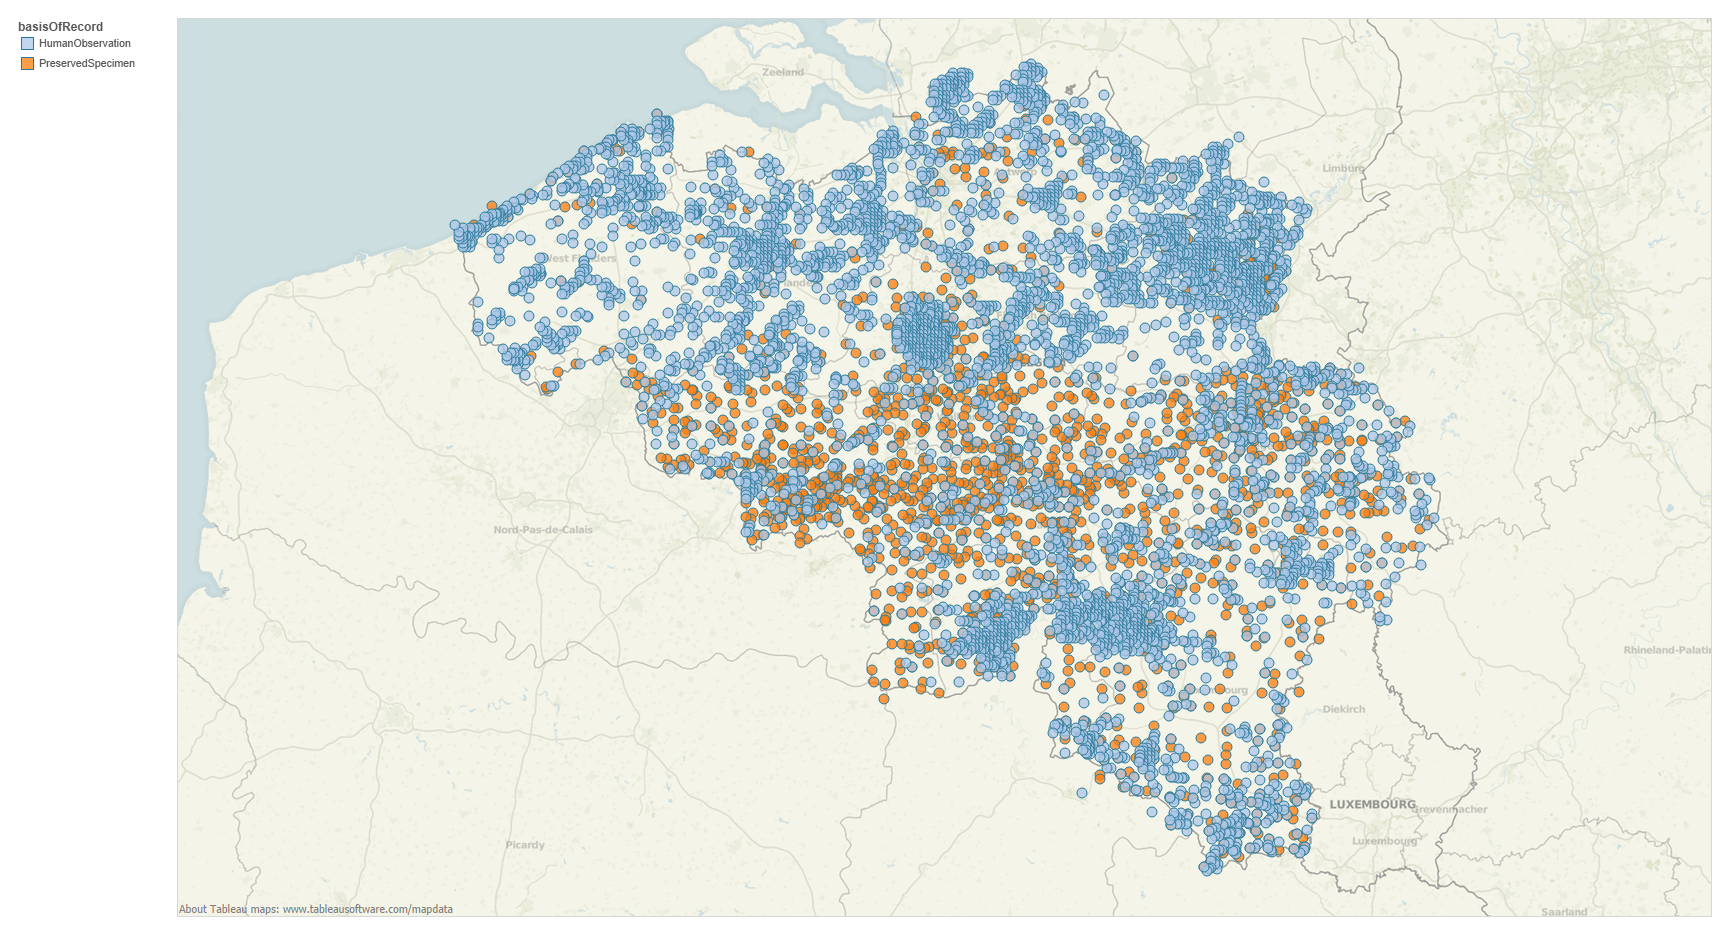 basisOfRecord
HumanObservation
PreservedSpecimen
Zeeland
Limburg
West Flanders
Nord-Pas-de-Calais
Rhineland-Palatin
Diekirch
LUXEMBOURG
Grevenmacher
Luxembourg
Picardy
About Tableau maps: www.tableausoftware.com/mapdata
Saarland